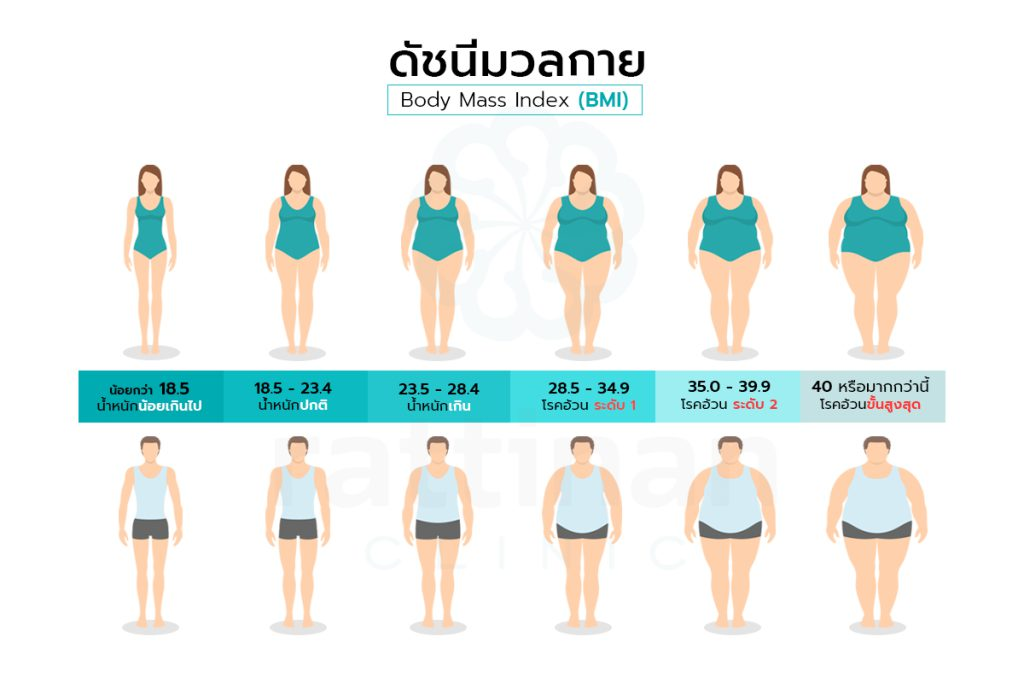 ดัชนีมวลกาย
Body Mass Index (BMI)
น้อยกว่า 18.5
น้ำหนักน้อยเกินไป
18.5 - 23.4
น้ำหนักปกติ
23.5 - 28.4
น้ำหนักเกิน
28.5 - 34.9
โรคอ้วน ระดับ 1
35.0 - 39.9
โรคอ้วน ระดับ 2
40 หรือมากกว่านี้
โรคอ้วนขั้นสูงสุด
rattinan
CLINIC